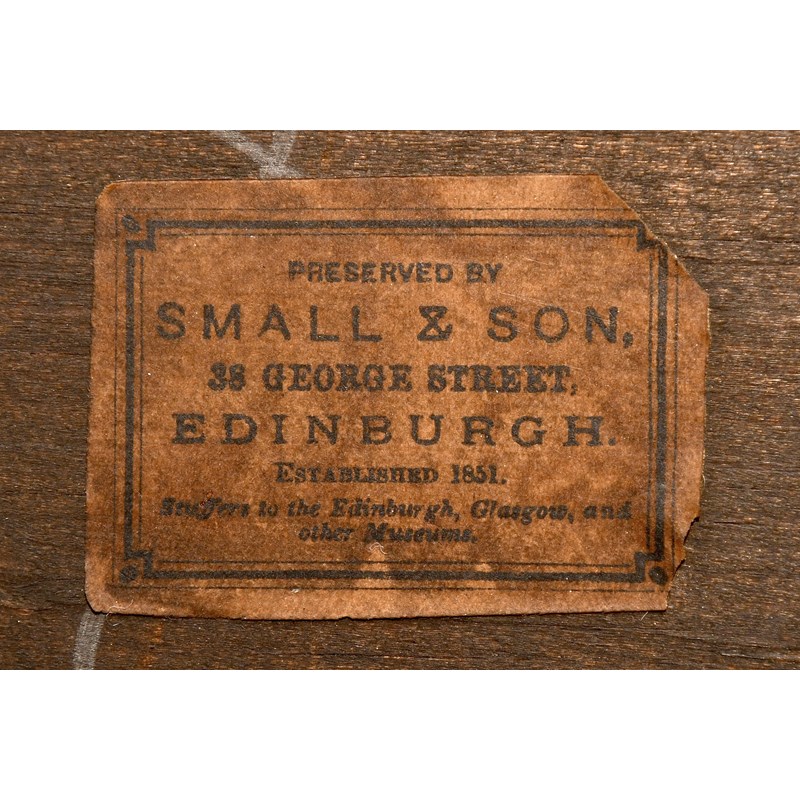 PRESERVED BY
SMALL & SON,
38 GEORGE STREET,
EDINBURGH.
ESTABLISHED 1851.
Stuffers to the Edinburgh, Glasgow, and
other Museums.